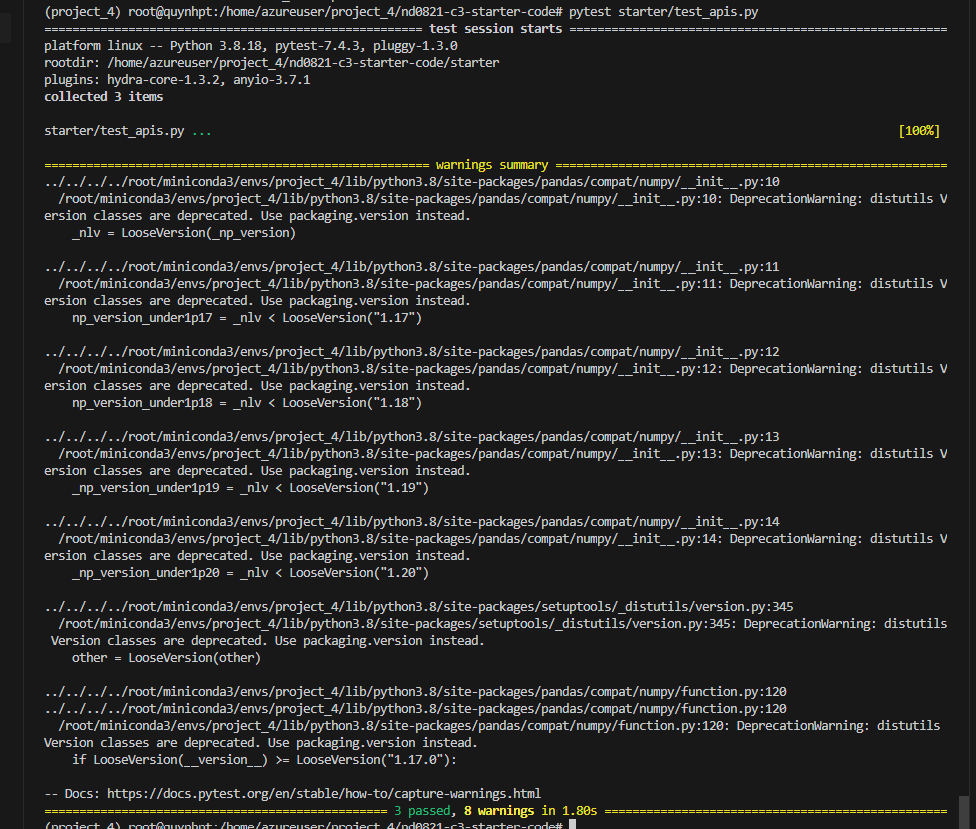 (project_4) root@quynhpt:/home/azureuser/project_4/nd0821-c3-starter-code# pytest starter/test_apis.py
====================================================== test session starts ======================================================
platform linux -- Python 3.8.18, pytest-7.4.3, pluggy-1.3.0
rootdir: /home/azureuser/project_4/nd0821-c3-starter-code/starter
plugins: hydra-core-1.3.2, anyio-3.7.1
collected 3 items
starter/test_apis.py ... [100%]
======================================================= warnings summary ========================================================
../../../../root/miniconda3/envs/project_4/lib/python3.8/site-packages/pandas/compat/numpy/__init__.py:10
/root/miniconda3/envs/project_4/lib/python3.8/site-packages/pandas/compat/numpy/__init__.py:10: DeprecationWarning: distutils V
ersion classes are deprecated. Use packaging.version instead.
_nlv = LooseVersion(_np_version)
../../../../root/miniconda3/envs/project_4/lib/python3.8/site-packages/pandas/compat/numpy/__init__.py:11
/root/miniconda3/envs/project_4/lib/python3.8/site-packages/pandas/compat/numpy/__init__.py:11: DeprecationWarning: distutils V
ersion classes are deprecated. Use packaging.version instead.
np_version_under1p17 = _nlv < LooseVersion("1.17")
../../../../root/miniconda3/envs/project_4/lib/python3.8/site-packages/pandas/compat/numpy/__init__.py:12
/root/miniconda3/envs/project_4/lib/python3.8/site-packages/pandas/compat/numpy/__init__.py:12: DeprecationWarning: distutils V
ersion classes are deprecated. Use packaging.version instead.
np_version_under1p18 = _nlv < LooseVersion("1.18")
../../../../root/miniconda3/envs/project_4/lib/python3.8/site-packages/pandas/compat/numpy/__init__.py:13
/root/miniconda3/envs/project_4/lib/python3.8/site-packages/pandas/compat/numpy/__init__.py:13: DeprecationWarning: distutils V
ersion classes are deprecated. Use packaging.version instead.
_np_version_under1p19 = _nlv < LooseVersion("1.19")
../../../../root/miniconda3/envs/project_4/lib/python3.8/site-packages/pandas/compat/numpy/__init__.py:14
/root/miniconda3/envs/project_4/lib/python3.8/site-packages/pandas/compat/numpy/__init__.py:14: DeprecationWarning: distutils V
ersion classes are deprecated. Use packaging.version instead.
_np_version_under1p20 = _nlv < LooseVersion("1.20")
../../../../root/miniconda3/envs/project_4/lib/python3.8/site-packages/setuptools/_distutils/version.py:345
/root/miniconda3/envs/project_4/lib/python3.8/site-packages/setuptools/_distutils/version.py:345: DeprecationWarning: distutils
Version classes are deprecated. Use packaging.version instead.
other = LooseVersion(other)
../../../../root/miniconda3/envs/project_4/lib/python3.8/site-packages/pandas/compat/numpy/function.py:120
../../../../root/miniconda3/envs/project_4/lib/python3.8/site-packages/pandas/compat/numpy/function.py:120
/root/miniconda3/envs/project_4/lib/python3.8/site-packages/pandas/compat/numpy/function.py:120: DeprecationWarning: distutils
Version classes are deprecated. Use packaging.version instead.
if LooseVersion(__version__) >= LooseVersion("1.17.0"):
-- Docs: https://docs.pytest.org/en/stable/how-to/capture-warnings.html
================================================= 3 passed, 8 warnings in 1.80s =================================================
(project_4) root@quynhpt:/home/azureuser/project_4/nd0821-c3-starter-code#